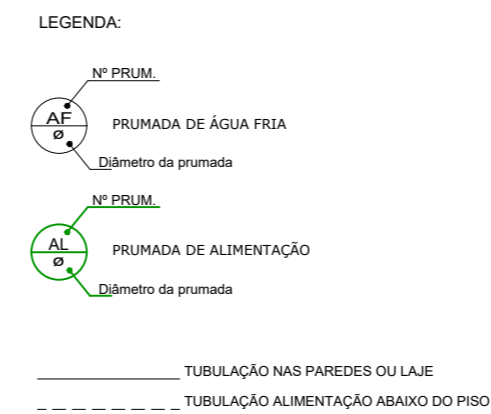 LEGENDA:
Nº PRUM.
AF
Ø
PRUMADA DE ÁGUA FRIA
Diâmetro da prumada
Nº PRUM.
AL
Ø
PRUMADA DE ALIMENTAÇÃO
Diâmetro da prumada
TUBULAÇÃO NAS PAREDES OU LAJE
TUBULAÇÃO ALIMENTAÇÃO ABAIXO DO PISO